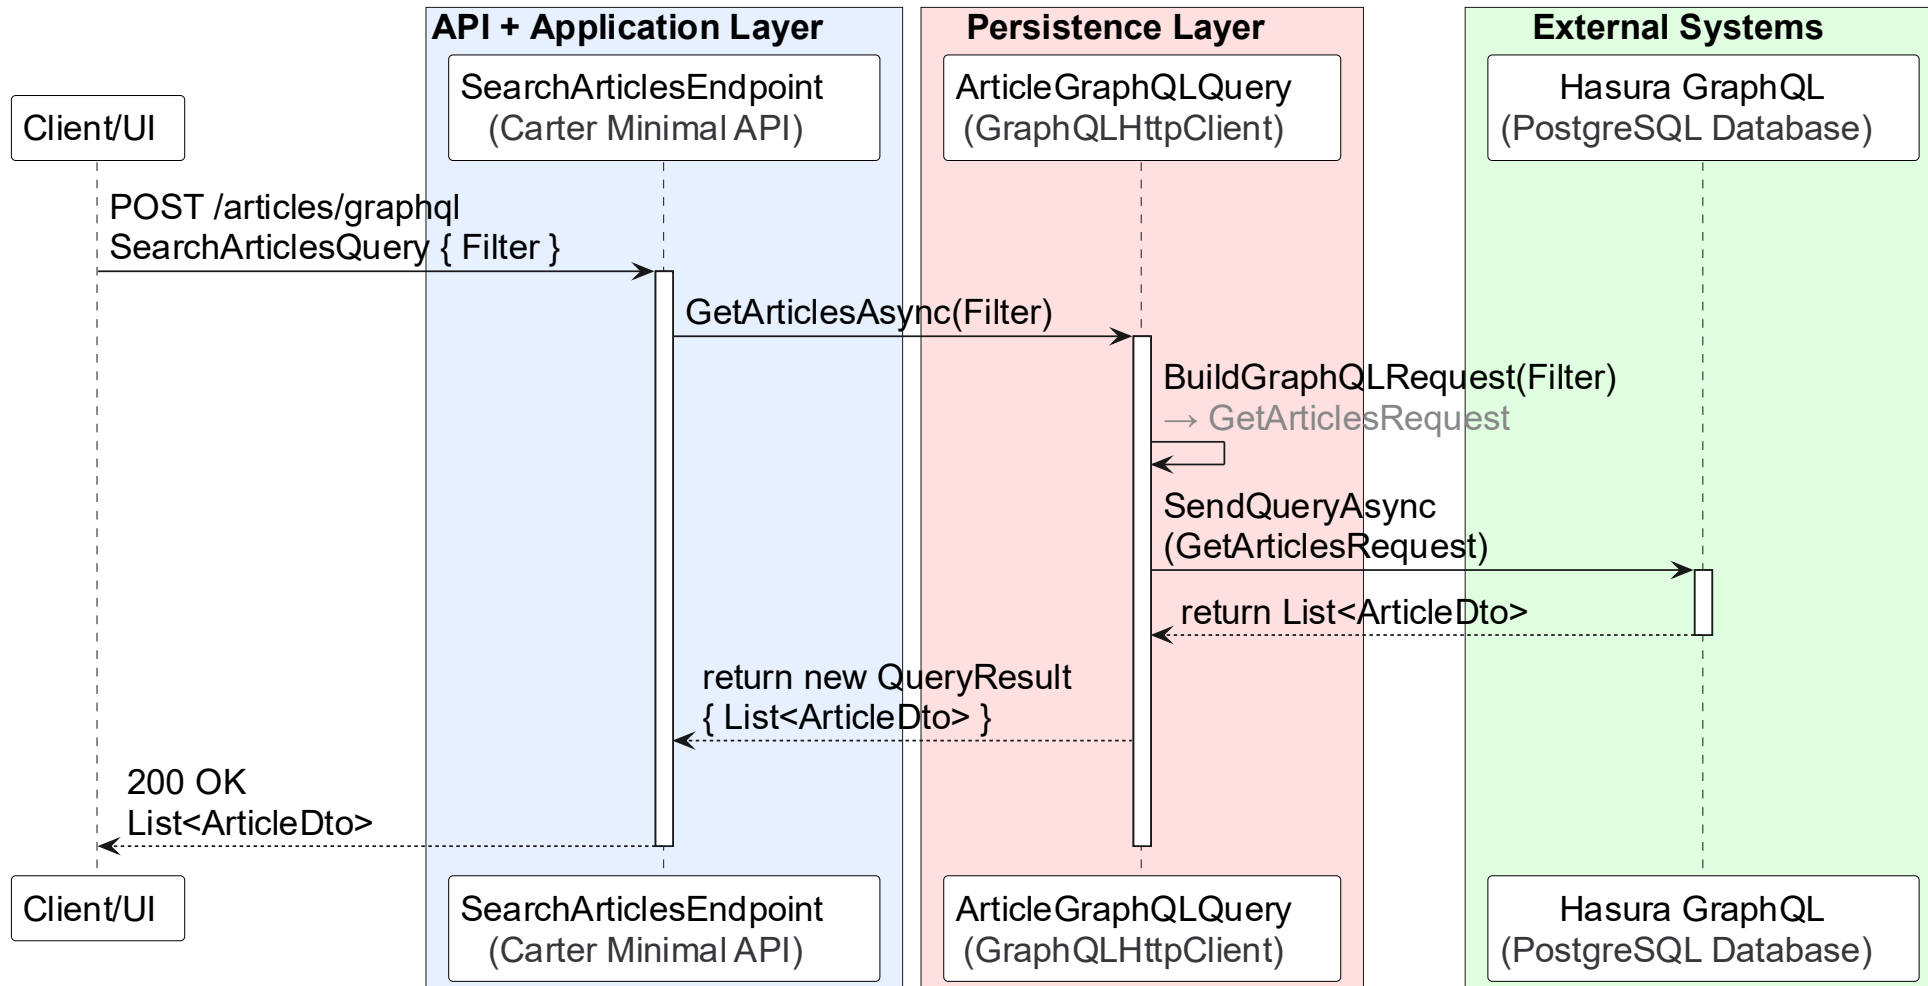 API + Application Layer
Persistence Layer
External Systems
Client/UI
SearchArticlesEndpoint
(Carter Minimal API)
ArticleGraphQLQuery
(GraphQLHttpClient)
Hasura GraphQL
(PostgreSQL Database)
POST /articles/graphql
SearchArticlesQuery { Filter }
GetArticlesAsync(Filter)
BuildGraphQLRequest(Filter)
→ GetArticlesRequest
SendQueryAsync
(GetArticlesRequest)
return List<ArticleDto>
return new QueryResult
{ List<ArticleDto> }
200 OK
List<ArticleDto>
Client/UI
SearchArticlesEndpoint
(Carter Minimal API)
ArticleGraphQLQuery
(GraphQLHttpClient)
Hasura GraphQL
(PostgreSQL Database)